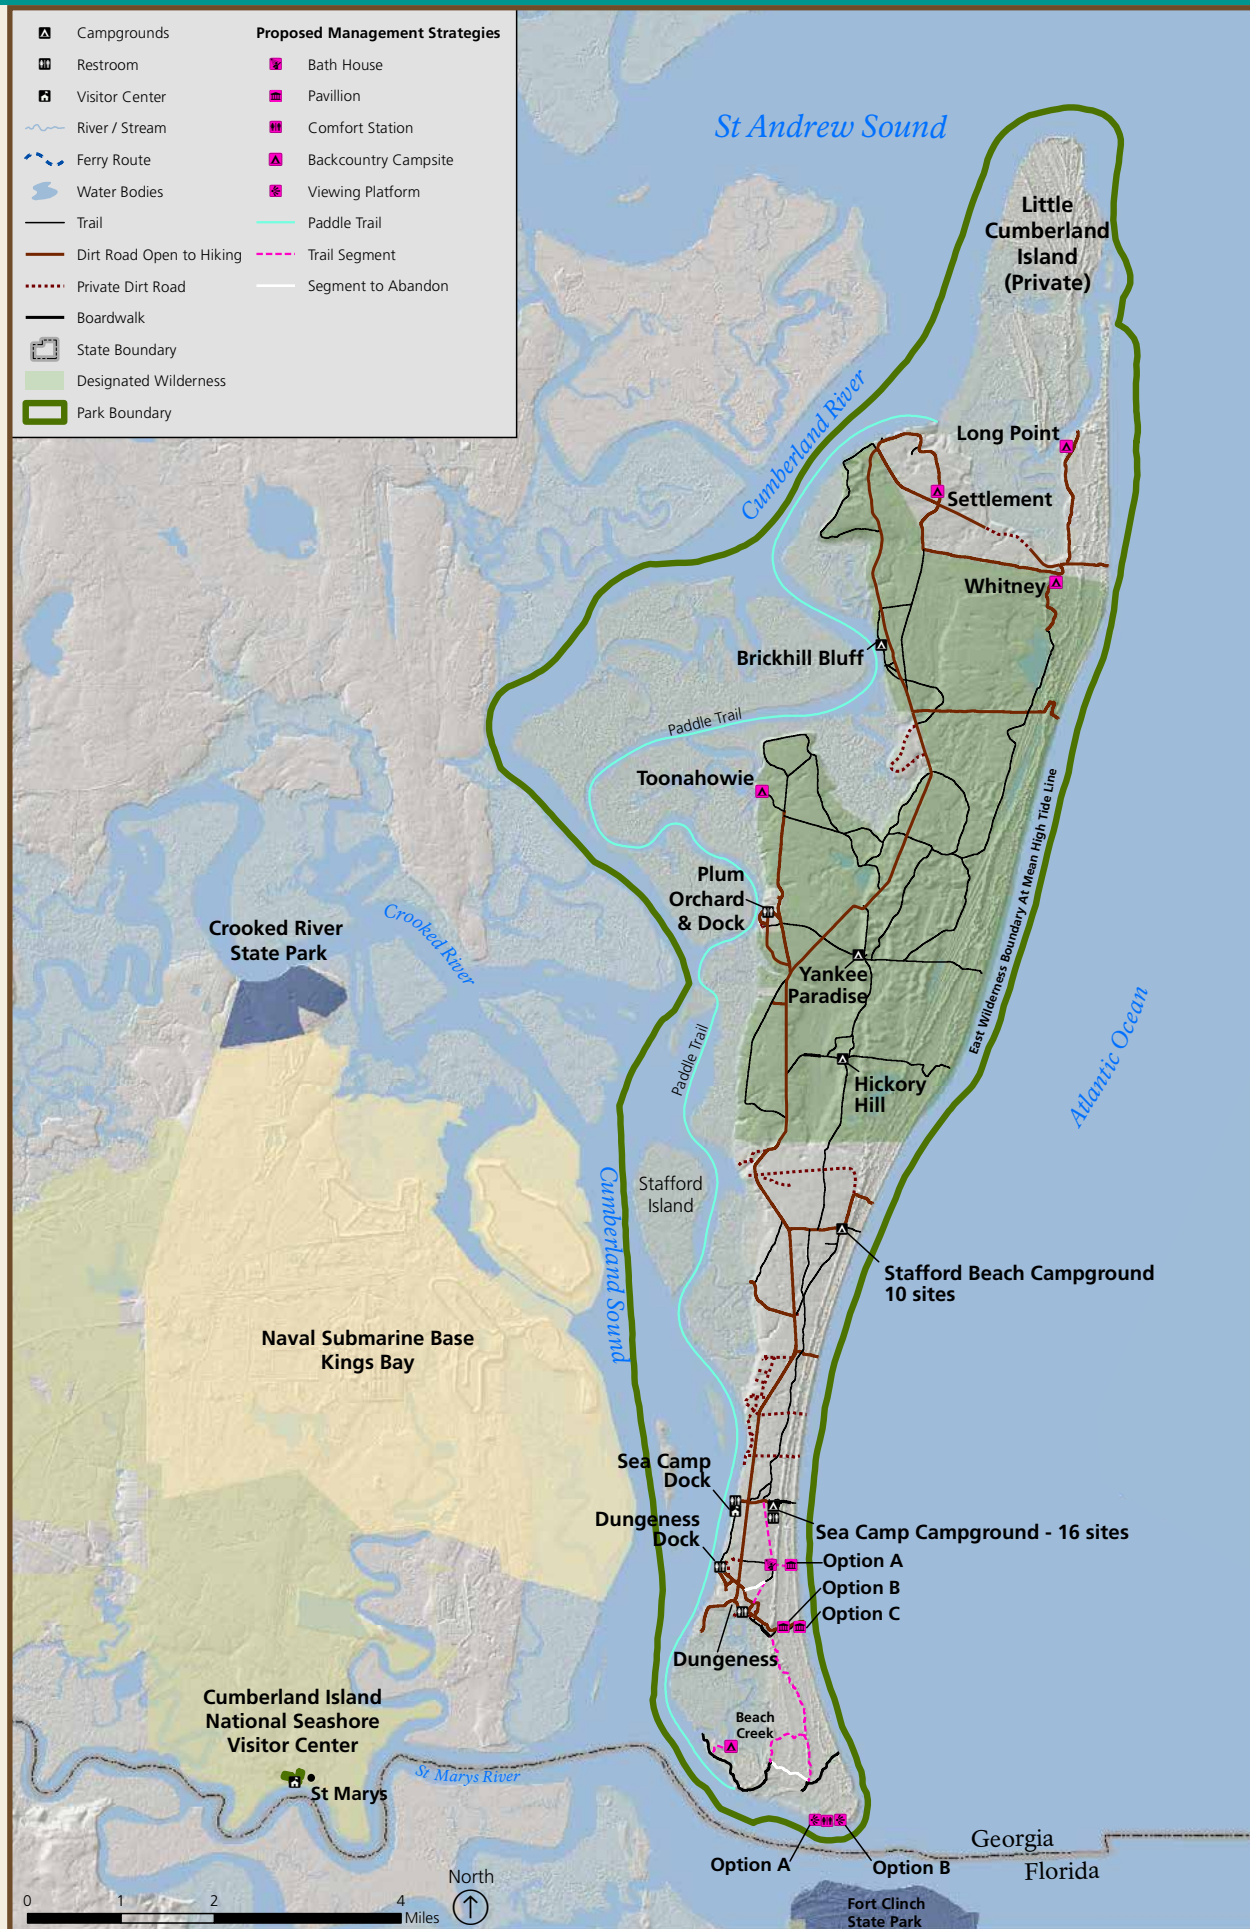 Campgrounds
Restroom
Visitor Center
River / Stream
Ferry Route
Water Bodies
Trail
Dirt Road Open to Hiking
Private Dirt Road
Boardwalk
State Boundary
Designated Wilderness
Park Boundary
Proposed Management Strategies
Bath House
Pavillion
Comfort Station
Backcountry Campsite
Viewing Platform
Paddle Trail
Trail Segment
Segment to Abandon
St Andrew Sound
Little
Cumberland
Island
(Private)
Cumberland River
Long Point
Settlement
Whitney
Brickhill Bluff
Paddle Trail
Toonahowie
East Wilderness Boundary At Mean High Tide Line
Plum
Orchard
& Dock
Crooked River
State Park
Crooked River
Yankee
Paradise
Atlantic Ocean
Paddle Trail
Hickory
Hill
Stafford
Island
Cumberland Sound
Stafford Beach Campground
10 sites
Naval Submarine Base
Kings Bay
Sea Camp
Dock
Dungeness
Dock
Sea Camp Campground - 16 sites
Option A
Option B
Option C
Dungeness
Cumberland Island
National Seashore
Visitor Center
Beach
Creek
St Marys River
St Marys
Georgia
Florida
Option A
Option B
North
0 1 2 4
Miles
Fort Clinch
State Park